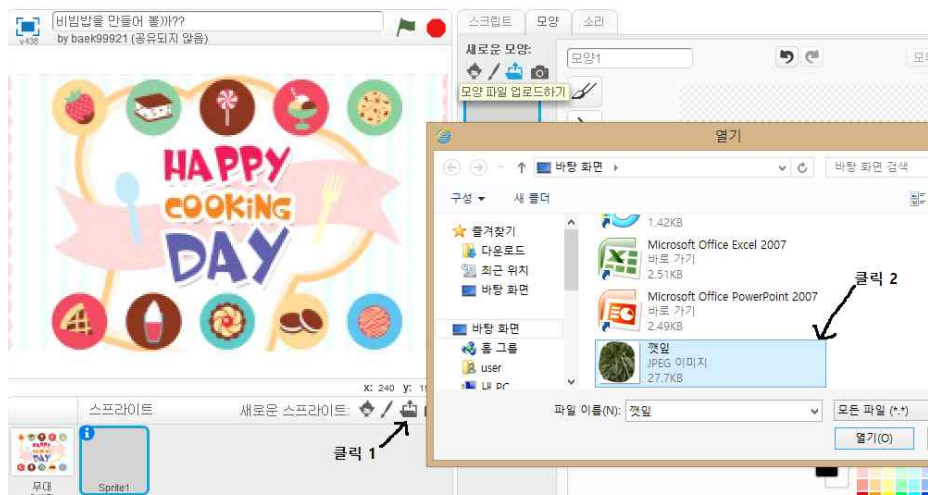 비빔밥을 만들어 볼까??
v436
by baek99921 (공유되지 않음)
스크립트
모양
소리
새로운 모양:
모양1
모양 파일 업로드하기
HAPPY
COOKING
DAY
열기
바탕 화면
바탕 화면 검색
구성
새 폴더
즐겨찾기
다운로드
최근 위치
바탕 화면
바탕 화면
홈 그룹
user
내 PC
1.42KB
Microsoft Office Excel 2007
바로 가기
2.51KB
Microsoft Office PowerPoint 2007
바로 가기
2.49KB
깻잎
JPEG 이미지
27.7KB
클릭 2
파일 이름(N): 깻잎
모든 파일 (*.*)
열기(O)
X: 240 y:
스프라이트
새로운 스프라이트:
클릭 1
HAPPY
COOKING
DAY
무대
Sprite1